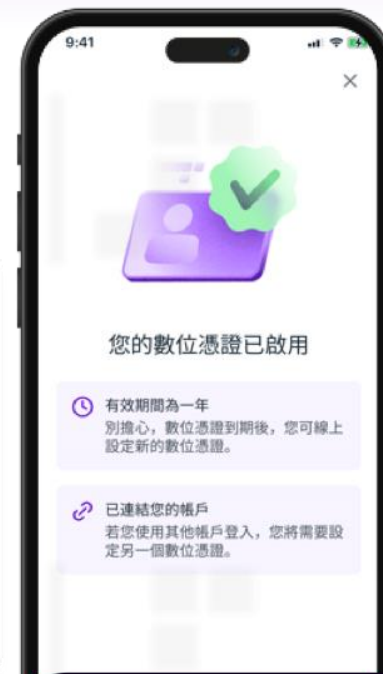 9:41
您的數位憑證已啟用
有效期間為一年
別擔心，數位憑證到期後，您可線上
設定新的數位憑證。
已連結您的帳戶
若您使用其他帳戶登入，您將需要設
定另一個數位憑證。